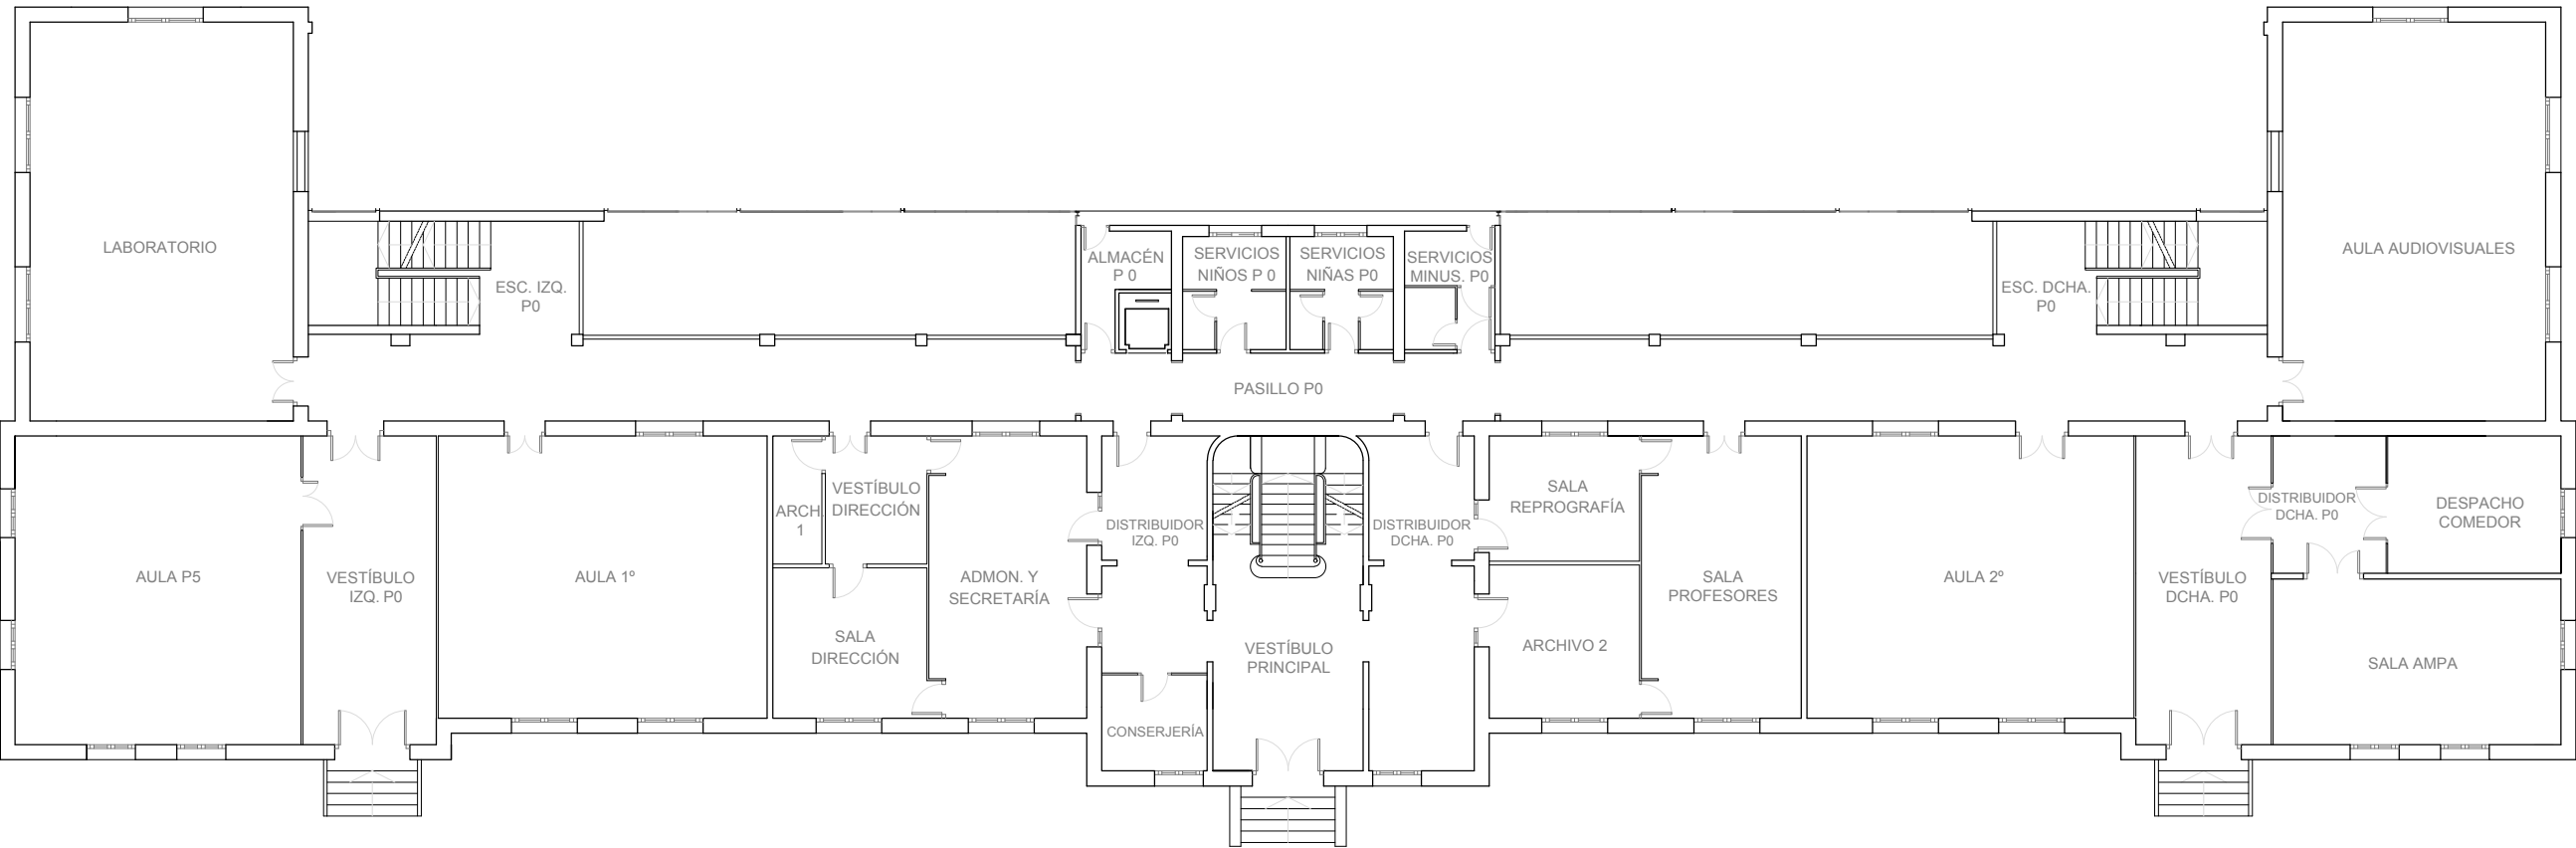 LABORATORIO
ESC. IZQ.
P0
ALMACÉN
P 0
SERVICIOS
NIÑOS P 0
SERVICIOS
NIÑAS P0
SERVICIOS
MINUS. P0
ESC. DCHA.
P0
AULA AUDIOVISUALES
PASILLO P0
AULA P5
VESTÍBULO
IZQ. P0
AULA 1º
ARCH.
1
VESTÍBULO
DIRECCIÓN
SALA
DIRECCIÓN
ADMON. Y
SECRETARÍA
DISTRIBUIDOR
IZQ. P0
CONSERJERÍA
VESTÍBULO
PRINCIPAL
DISTRIBUIDOR
DCHA. P0
SALA
REPROGRAFÍA
ARCHIVO 2
SALA
PROFESORES
AULA 2º
VESTÍBULO
DCHA. P0
DISTRIBUIDOR
DCHA. P0
DESPACHO
COMEDOR
SALA AMPA